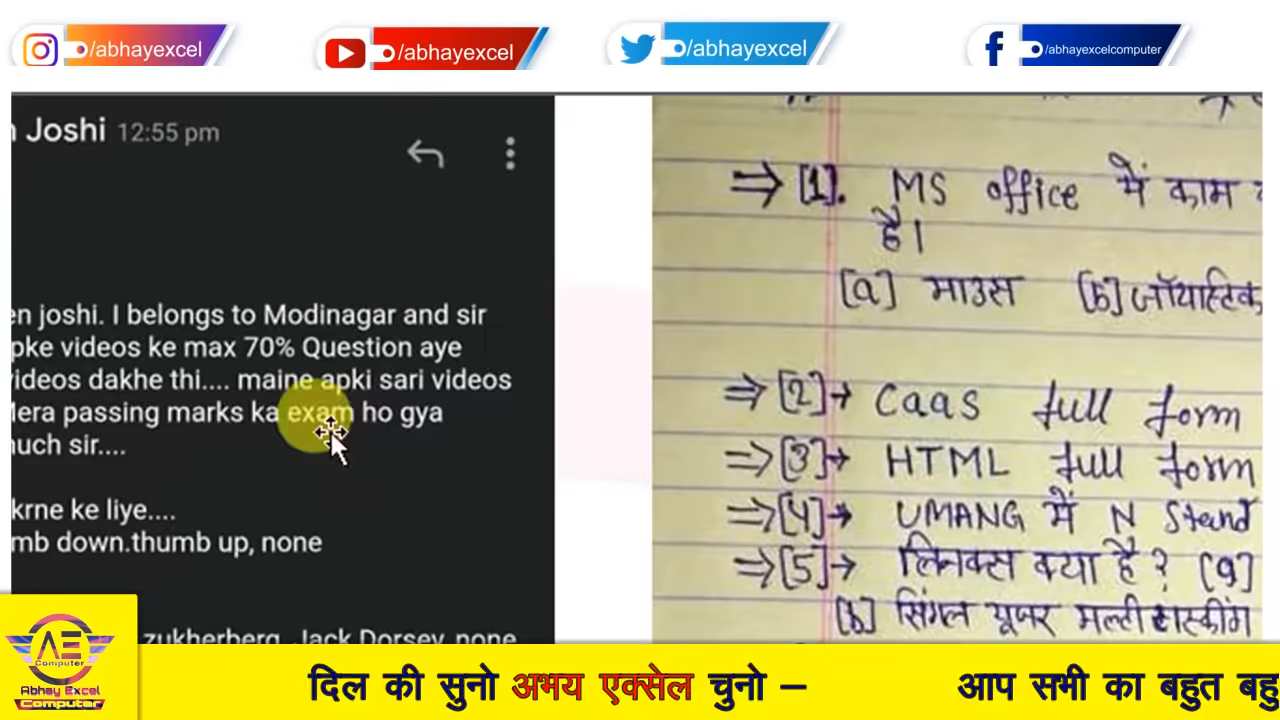 /abhayexcel
/abhayexcel
/abhayexcel
/abhayexcelcomputer
n Joshi 12:55 pm
en joshi. I belongs to Modinagar and sir
pke videos ke max 70% Question aye
videos dakhe thi.... maine apki sari videos
Mera passing marks ka exam ho gya
much sir....
krne ke liye....
mb down.thumb up, none
zukherberg, Jack Dorsey, none
⇒ [1]. MS office में काम
है।
[a] माउस [b] जॉयास्टिक
⇒ [2]→ Caas full form
⇒ [3]→ HTML full form
⇒ [4]→ UMANG में N Stand
⇒ [5]→ लिनक्स क्या है? [a]
[b] सिंगल यूजर मल्टी टास्कींग
AE
Computer
Abhay Excel
Computer
दिल की सुनो अभय एक्सेल चुनो – आप सभी का बहुत बहु